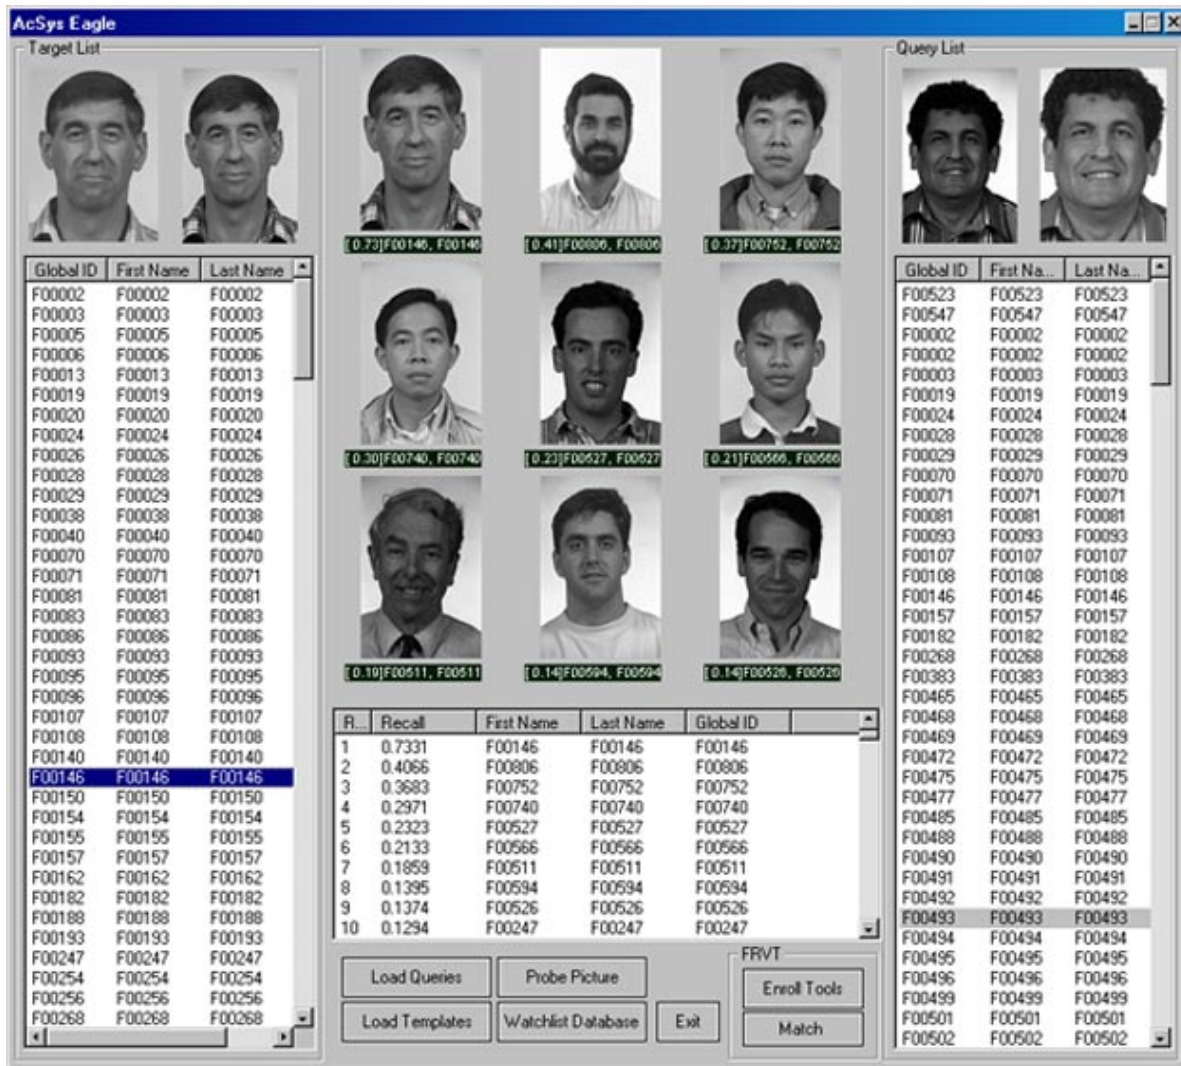 AcSys Eagle
Target List
Global ID First Name Last Name
F00002 F00002 F00002
F00003 F00003 F00003
F00005 F00005 F00005
F00006 F00006 F00006
F00013 F00013 F00013
F00019 F00019 F00019
F00020 F00020 F00020
F00024 F00024 F00024
F00026 F00026 F00026
F00028 F00028 F00028
F00029 F00029 F00029
F00038 F00038 F00038
F00040 F00040 F00040
F00070 F00070 F00070
F00071 F00071 F00071
F00081 F00081 F00081
F00083 F00083 F00083
F00086 F00086 F00086
F00093 F00093 F00093
F00095 F00095 F00095
F00096 F00096 F00096
F00107 F00107 F00107
F00108 F00108 F00108
F00140 F00140 F00140
F00146 F00146 F00146
F00150 F00150 F00150
F00154 F00154 F00154
F00155 F00155 F00155
F00157 F00157 F00157
F00162 F00162 F00162
F00182 F00182 F00182
F00188 F00188 F00188
F00193 F00193 F00193
F00247 F00247 F00247
F00254 F00254 F00254
F00256 F00256 F00256
F00268 F00268 F00268
[ 0.73]F00146, F00146
[ 0.41]F00806, F00806
[ 0.37]F00752, F00752
[ 0.30]F00740, F00740
[ 0.23]F00527, F00527
[ 0.21]F00566, F00566
[ 0.19]F00511, F00511
[ 0.14]F00594, F00594
[ 0.14]F00526, F00526
R... Recall First Name Last Name Global ID
1 0.7331 F00146 F00146 F00146
2 0.4066 F00806 F00806 F00806
3 0.3683 F00752 F00752 F00752
4 0.2971 F00740 F00740 F00740
5 0.2323 F00527 F00527 F00527
6 0.2133 F00566 F00566 F00566
7 0.1859 F00511 F00511 F00511
8 0.1395 F00594 F00594 F00594
9 0.1374 F00526 F00526 F00526
10 0.1294 F00247 F00247 F00247
Load Queries Probe Picture
Load Templates Watchlist Database Exit
FRVT
Enroll Tools
Match
Query List
Global ID First Na... Last Na...
F00523 F00523 F00523
F00547 F00547 F00547
F00002 F00002 F00002
F00002 F00002 F00002
F00003 F00003 F00003
F00019 F00019 F00019
F00024 F00024 F00024
F00028 F00028 F00028
F00029 F00029 F00029
F00070 F00070 F00070
F00071 F00071 F00071
F00081 F00081 F00081
F00093 F00093 F00093
F00107 F00107 F00107
F00108 F00108 F00108
F00146 F00146 F00146
F00157 F00157 F00157
F00182 F00182 F00182
F00268 F00268 F00268
F00383 F00383 F00383
F00465 F00465 F00465
F00468 F00468 F00468
F00469 F00469 F00469
F00472 F00472 F00472
F00475 F00475 F00475
F00477 F00477 F00477
F00485 F00485 F00485
F00488 F00488 F00488
F00490 F00490 F00490
F00491 F00491 F00491
F00492 F00492 F00492
F00493 F00493 F00493
F00494 F00494 F00494
F00495 F00495 F00495
F00496 F00496 F00496
F00499 F00499 F00499
F00501 F00501 F00501
F00502 F00502 F00502